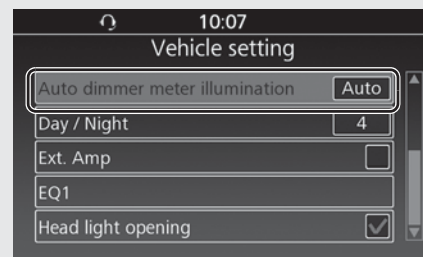 10:07
Vehicle setting
Auto dimmer meter illumination Auto
Day / Night 4
Ext. Amp
EQ1
Head light opening